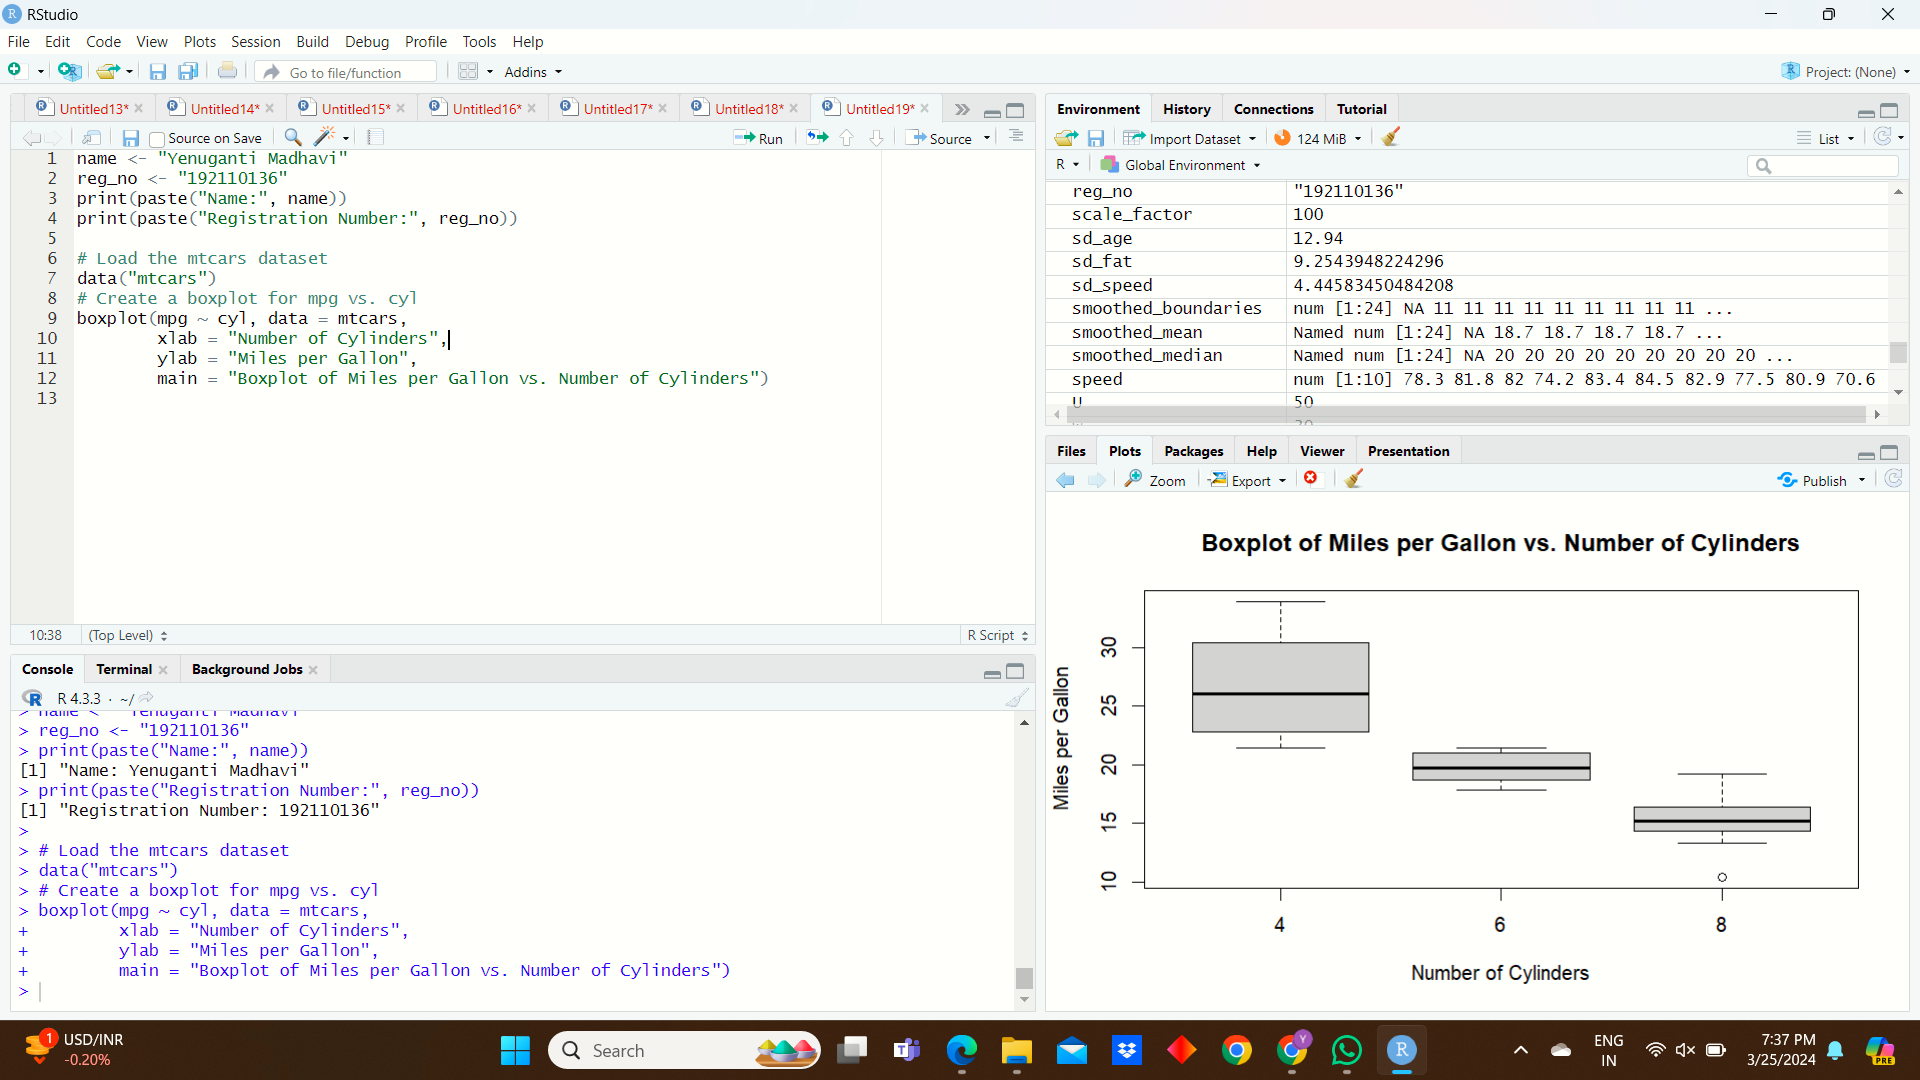 RStudio
File Edit Code View Plots Session Build Debug Profile Tools Help
Go to file/function Addins Project: (None)
Untitled13* Untitled14* Untitled15* Untitled16* Untitled17* Untitled18* Untitled19*
Source on Save Run Source
1 name <- "Yenuganti Madhavi"
2 reg_no <- "192110136"
3 print(paste("Name:", name))
4 print(paste("Registration Number:", reg_no))
5
6 # Load the mtcars dataset
7 data("mtcars")
8 # Create a boxplot for mpg vs. cyl
9 boxplot(mpg ~ cyl, data = mtcars,
10 xlab = "Number of Cylinders",
11 ylab = "Miles per Gallon",
12 main = "Boxplot of Miles per Gallon vs. Number of Cylinders")
13
10:38 (Top Level) R Script
Console Terminal Background Jobs
R 4.3.3 · ~/
> name <- "Yenuganti Madhavi"
> reg_no <- "192110136"
> print(paste("Name:", name))
[1] "Name: Yenuganti Madhavi"
> print(paste("Registration Number:", reg_no))
[1] "Registration Number: 192110136"
>
> # Load the mtcars dataset
> data("mtcars")
> # Create a boxplot for mpg vs. cyl
> boxplot(mpg ~ cyl, data = mtcars,
+ xlab = "Number of Cylinders",
+ ylab = "Miles per Gallon",
+ main = "Boxplot of Miles per Gallon vs. Number of Cylinders")
>
Environment History Connections Tutorial
Import Dataset 124 MiB List
R Global Environment
reg_no "192110136"
scale_factor 100
sd_age 12.94
sd_fat 9.2543948224296
sd_speed 4.44583450484208
smoothed_boundaries num [1:24] NA 11 11 11 11 11 11 11 11 11 ...
smoothed_mean Named num [1:24] NA 18.7 18.7 18.7 18.7 ...
smoothed_median Named num [1:24] NA 20 20 20 20 20 20 20 20 20 ...
speed num [1:10] 78.3 81.8 82 74.2 83.4 84.5 82.9 77.5 80.9 70.6
50
Files Plots Packages Help Viewer Presentation
Zoom Export Publish
Boxplot of Miles per Gallon vs. Number of Cylinders
Miles per Gallon
30
25
20
15
10
4 6 8
Number of Cylinders
1 USD/INR
-0.20%
Search
Y
R
ENG
IN
7:37 PM
3/25/2024
PRE